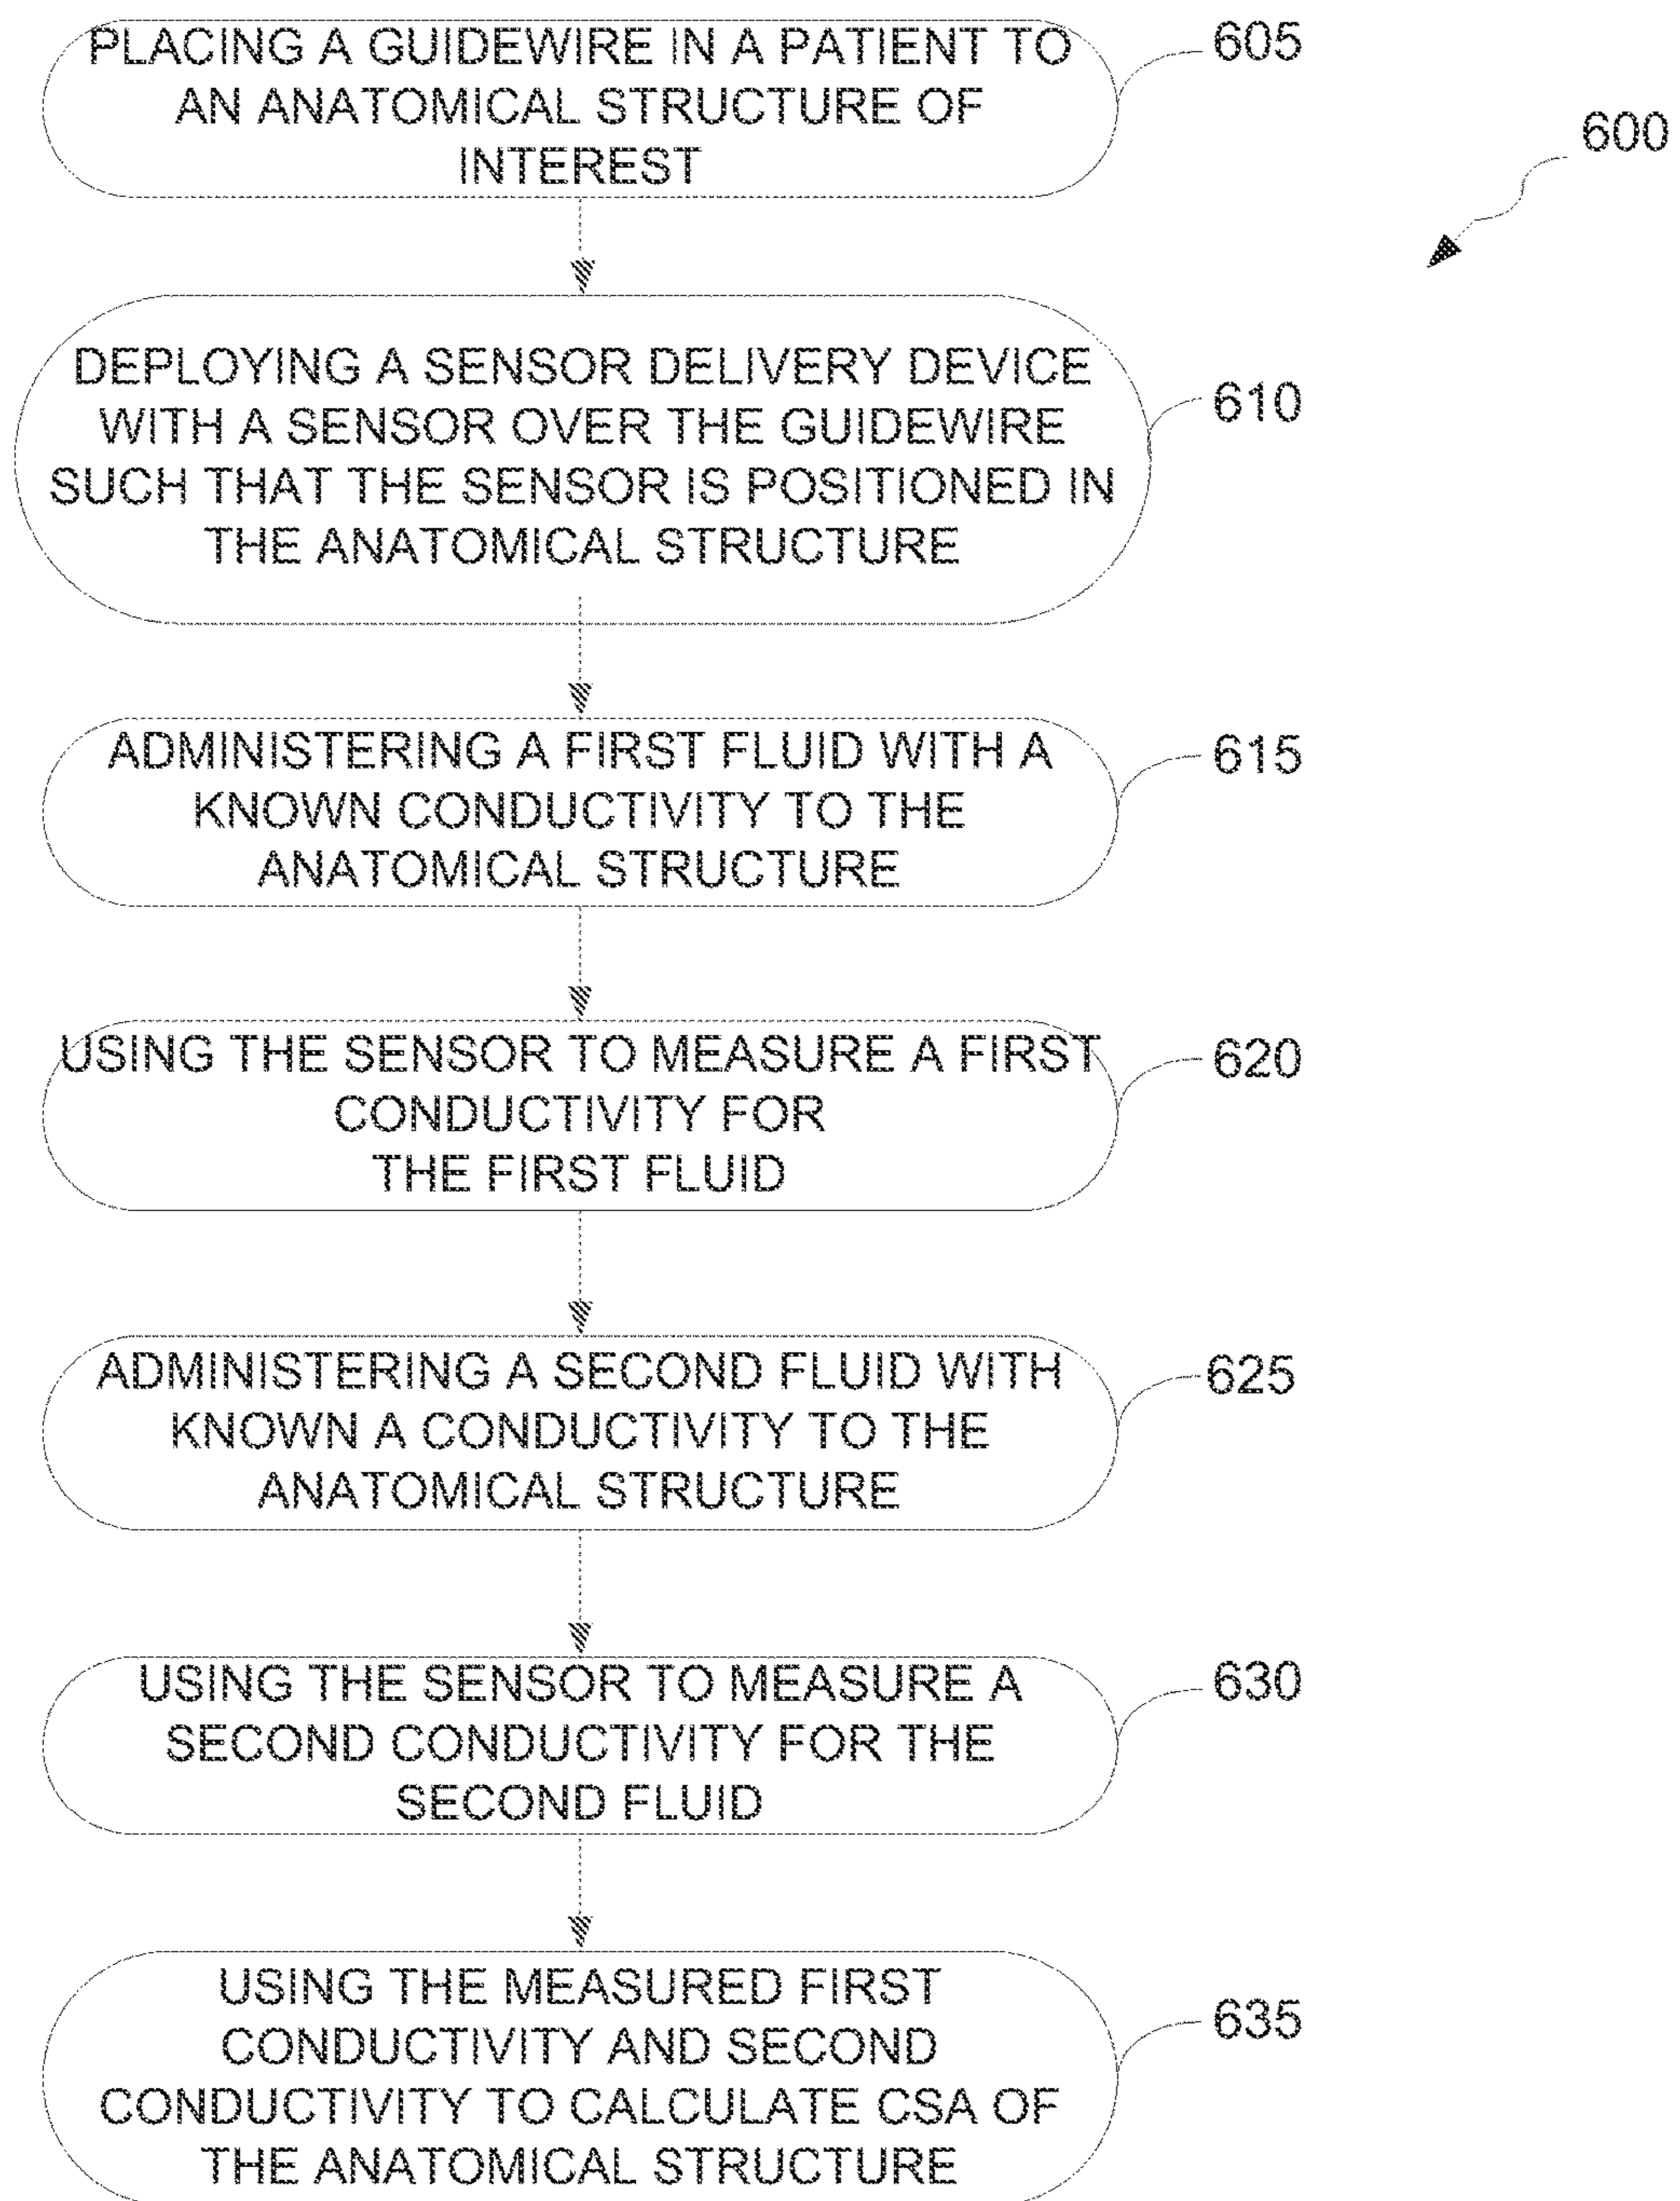 PLACING A GUIDEWIRE IN A PATIENT TO
AN ANATOMICAL STRUCTURE OF
INTEREST
605
600
DEPLOYING A SENSOR DELIVERY DEVICE
WITH A SENSOR OVER THE GUIDEWIRE
SUCH THAT THE SENSOR IS POSITIONED IN
THE ANATOMICAL STRUCTURE
610
ADMINISTERING A FIRST FLUID WITH A
KNOWN CONDUCTIVITY TO THE
ANATOMICAL STRUCTURE
615
USING THE SENSOR TO MEASURE A FIRST
CONDUCTIVITY FOR
THE FIRST FLUID
620
ADMINISTERING A SECOND FLUID WITH
KNOWN A CONDUCTIVITY TO THE
ANATOMICAL STRUCTURE
625
USING THE SENSOR TO MEASURE A
SECOND CONDUCTIVITY FOR THE
SECOND FLUID
630
USING THE MEASURED FIRST
CONDUCTIVITY AND SECOND
CONDUCTIVITY TO CALCULATE CSA OF
THE ANATOMICAL STRUCTURE
635